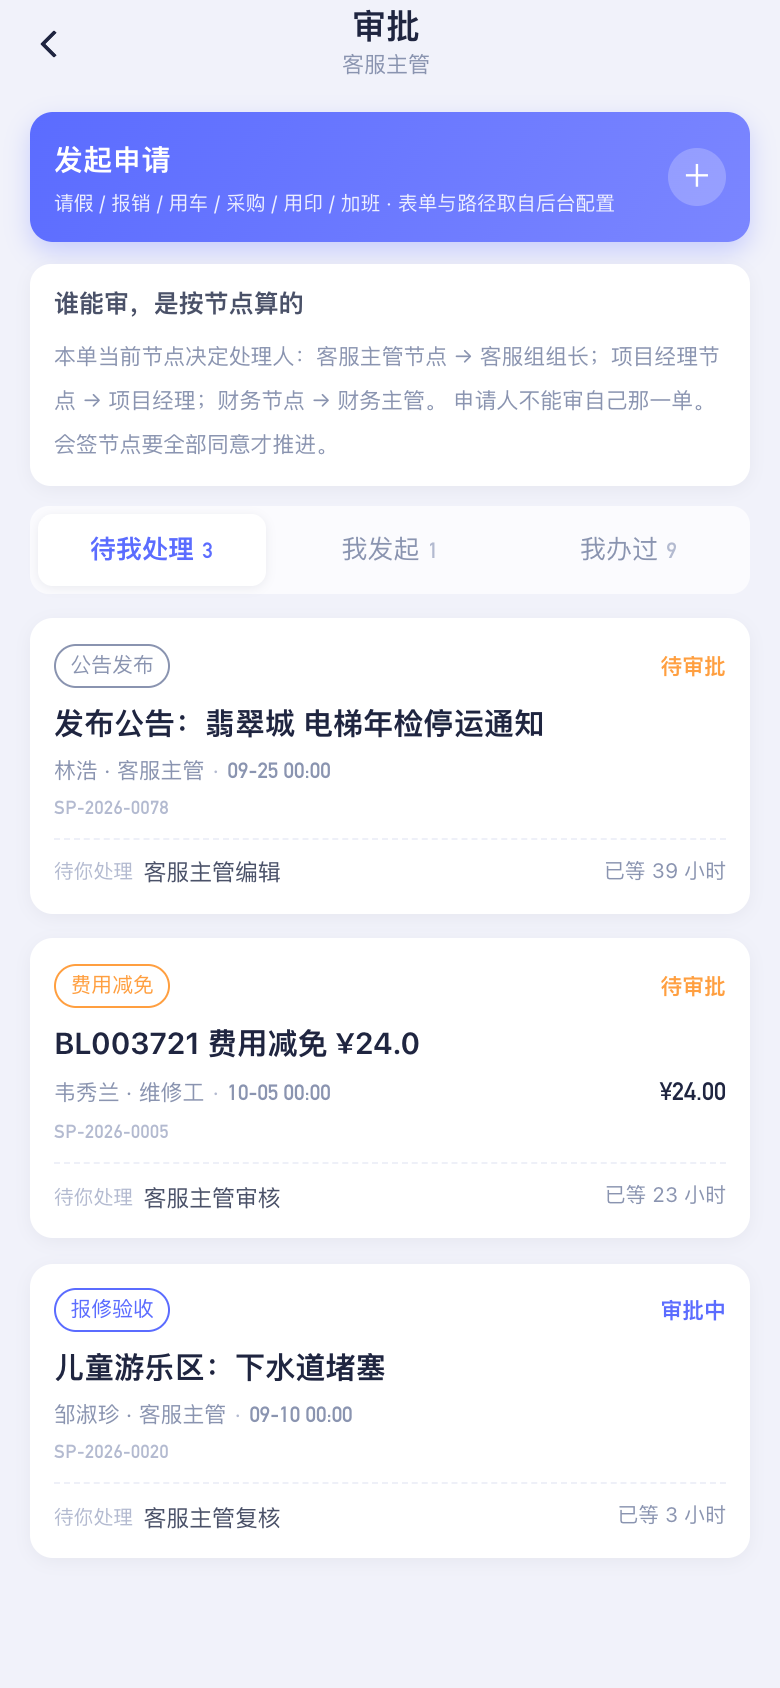 审批
客服主管
发起申请
请假 / 报销 / 用车 / 采购 / 用印 / 加班 · 表单与路径取自后台配置
谁能审，是按节点算的
本单当前节点决定处理人：客服主管节点 → 客服组组长；项目经理节
点 → 项目经理；财务节点 → 财务主管。 申请人不能审自己那一单。
会签节点要全部同意才推进。
待我处理 3 我发起 1 我办过 9
公告发布 待审批
发布公告：翡翠城 电梯年检停运通知
林浩 · 客服主管 · 09-25 00:00
SP-2026-0078
待你处理 客服主管编辑 已等 39 小时
费用减免 待审批
BL003721 费用减免 ¥24.0
韦秀兰 · 维修工 · 10-05 00:00 ¥24.00
SP-2026-0005
待你处理 客服主管审核 已等 23 小时
报修验收 审批中
儿童游乐区：下水道堵塞
邹淑珍 · 客服主管 · 09-10 00:00
SP-2026-0020
待你处理 客服主管复核 已等 3 小时